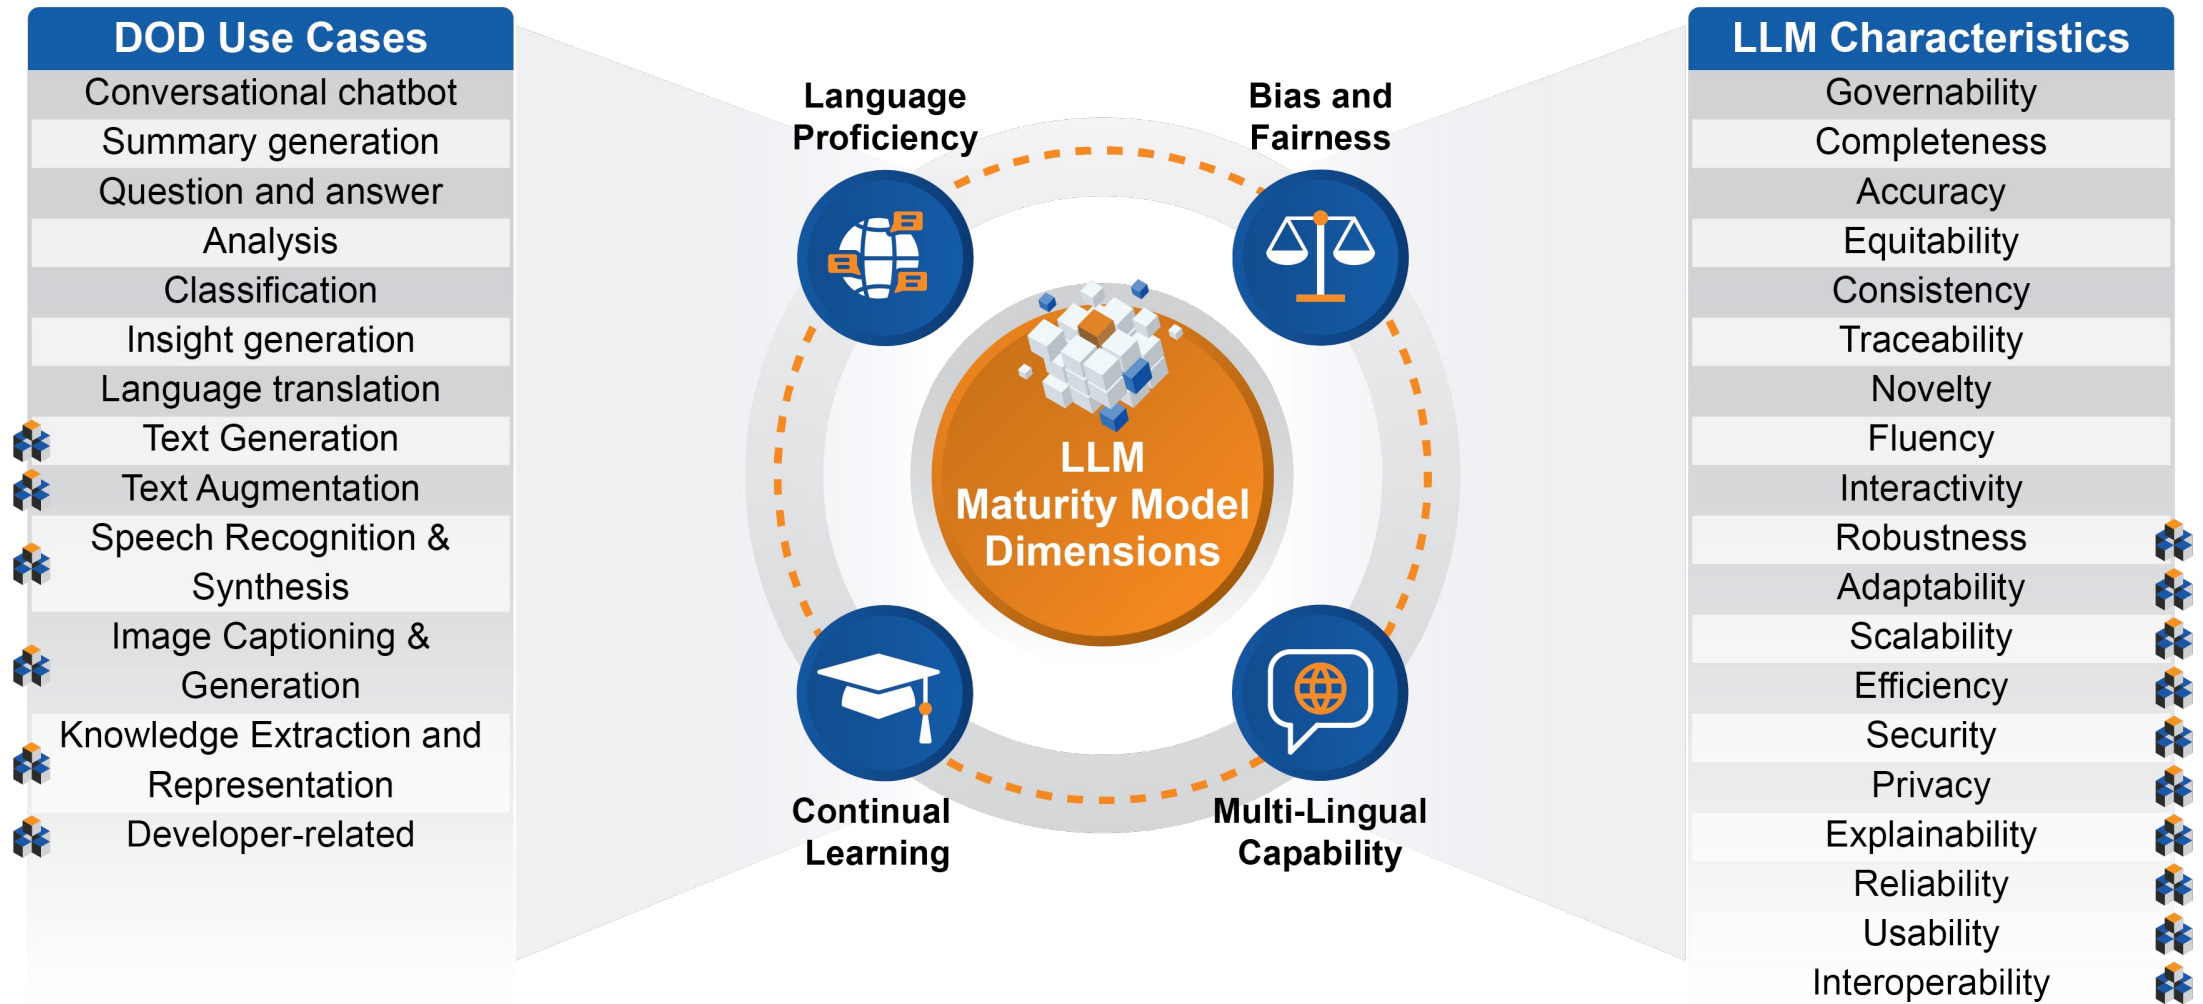 DOD Use Cases
Conversational chatbot
Summary generation
Question and answer
Analysis
Classification
Insight generation
Language translation
Text Generation
Text Augmentation
Speech Recognition &
Synthesis
Image Captioning &
Generation
Knowledge Extraction and
Representation
Developer-related
Language
Proficiency
Bias and
Fairness
LLM
Maturity Model
Dimensions
Continual
Learning
Multi-Lingual
Capability
LLM Characteristics
Governability
Completeness
Accuracy
Equitability
Consistency
Traceability
Novelty
Fluency
Interactivity
Robustness
Adaptability
Scalability
Efficiency
Security
Privacy
Explainability
Reliability
Usability
Interoperability